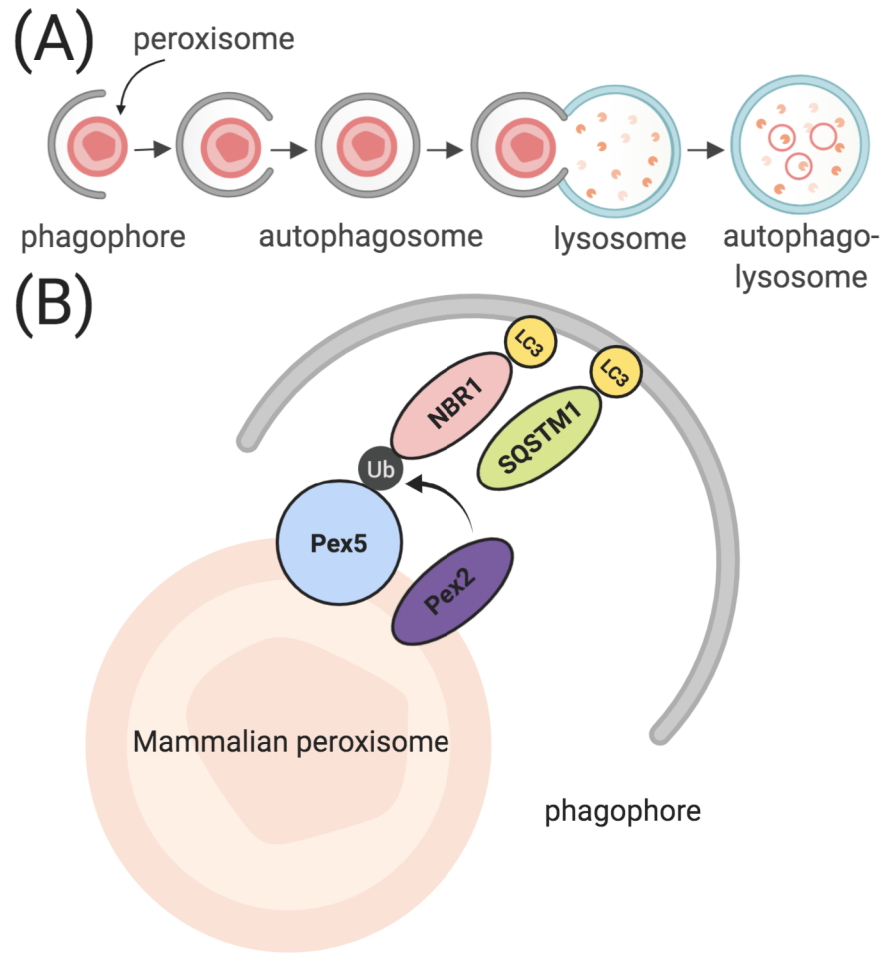 (A)
peroxisome
phagophore
autophagosome
lysosome
autophago-
lysosome
(B)
LC3
LC3
NBR1
SQSTM1
Ub
Pex5
Pex2
Mammalian peroxisome
phagophore